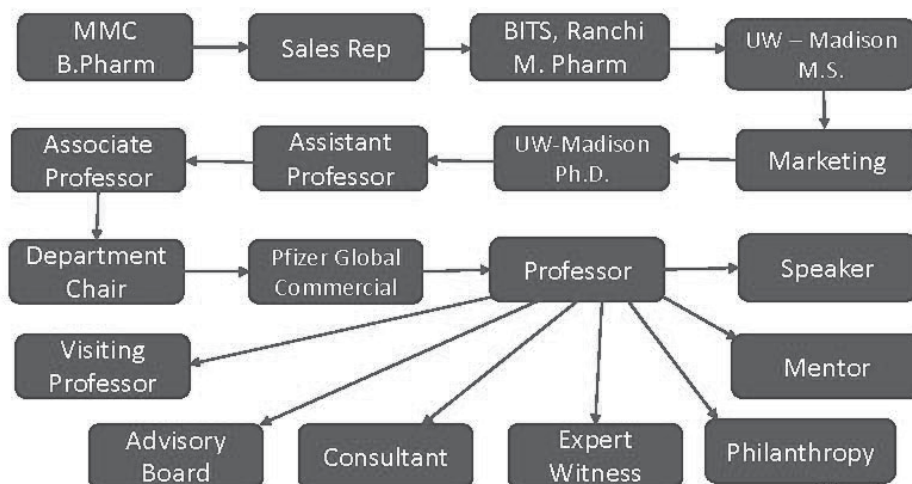 MMC
B.Pharm
Sales Rep
BITS, Ranchi
M. Pharm
UW – Madison
M.S.
Associate
Professor
Assistant
Professor
UW-Madison
Ph.D.
Marketing
Department
Chair
Pfizer Global
Commercial
Professor
Speaker
Visiting
Professor
Mentor
Advisory
Board
Consultant
Expert
Witness
Philanthropy